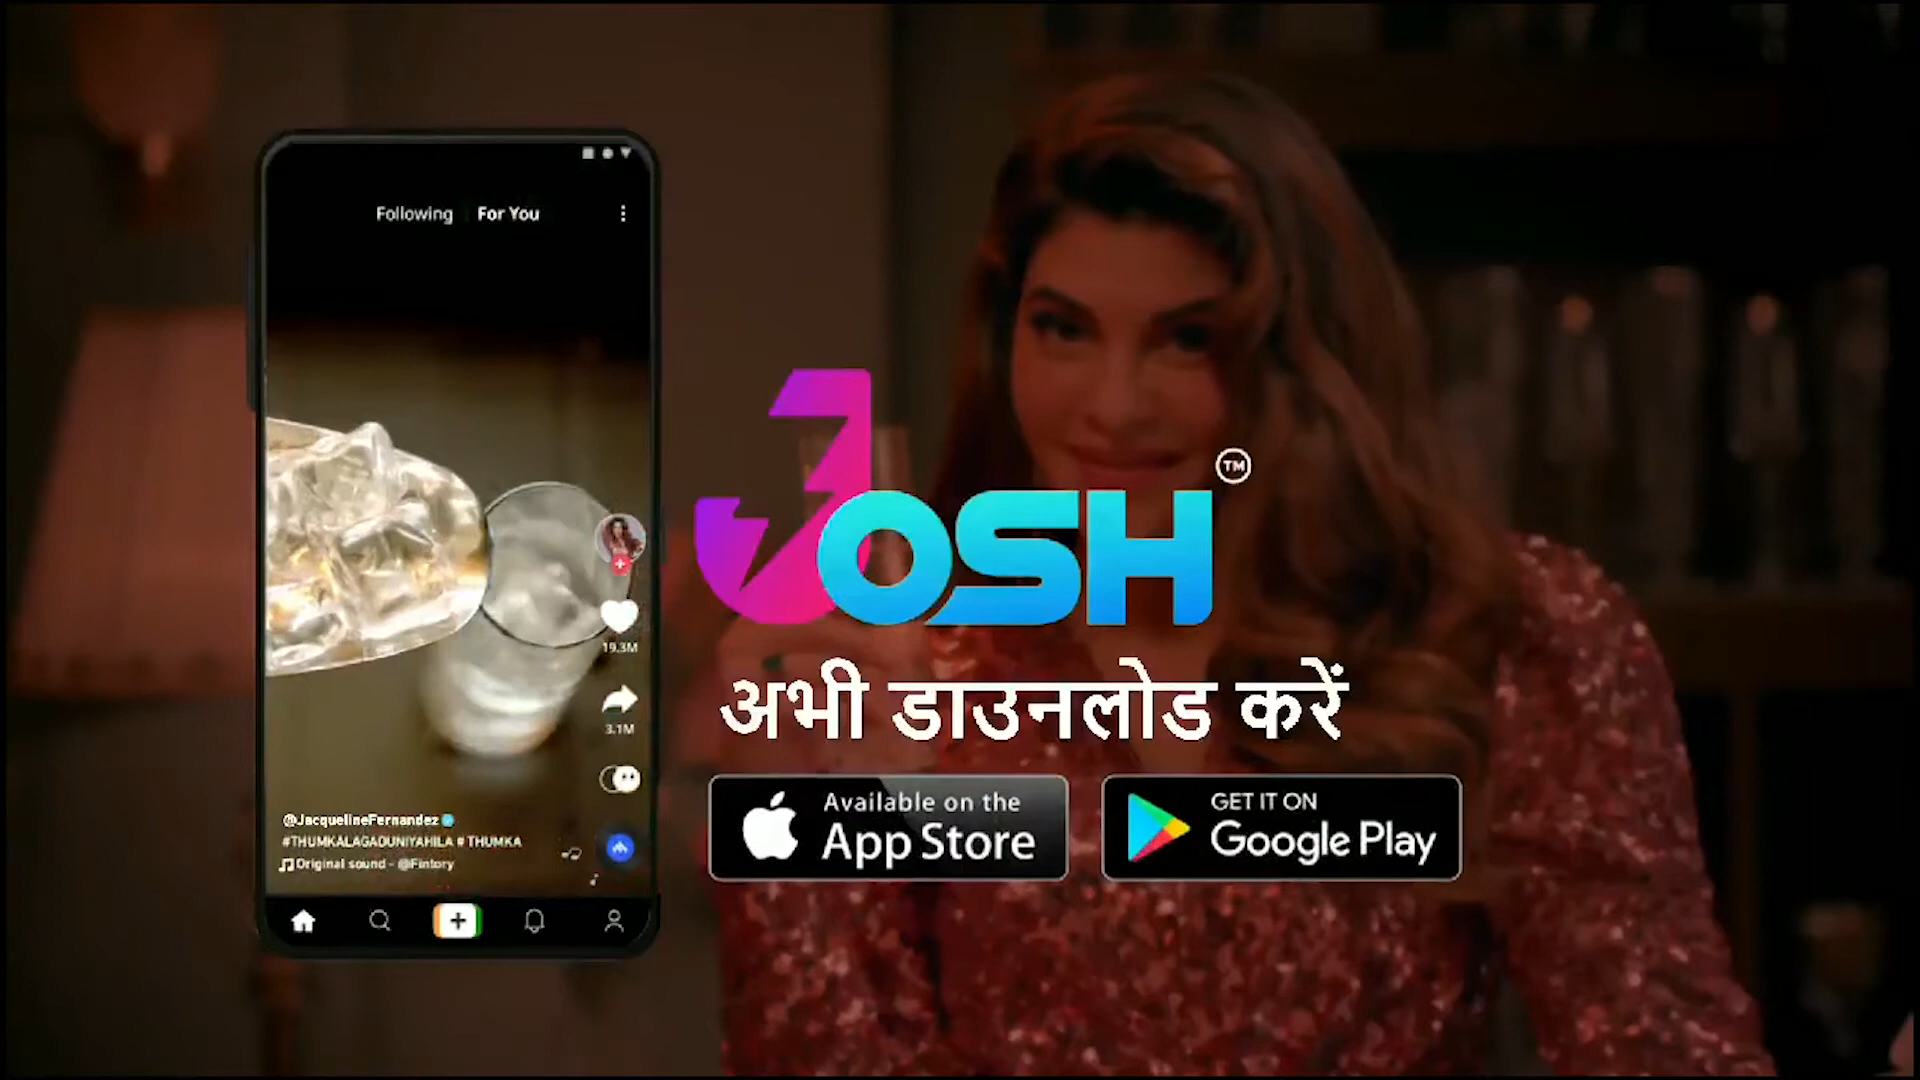 Following For You
19.3M
3.1M
@JacquelineFernandez
#THUMKALAGADUNIYAHILA # THUMKA
Original sound - @Fintory
JOSH TM
अभी डाउनलोड करें
Available on the
App Store
GET IT ON
Google Play